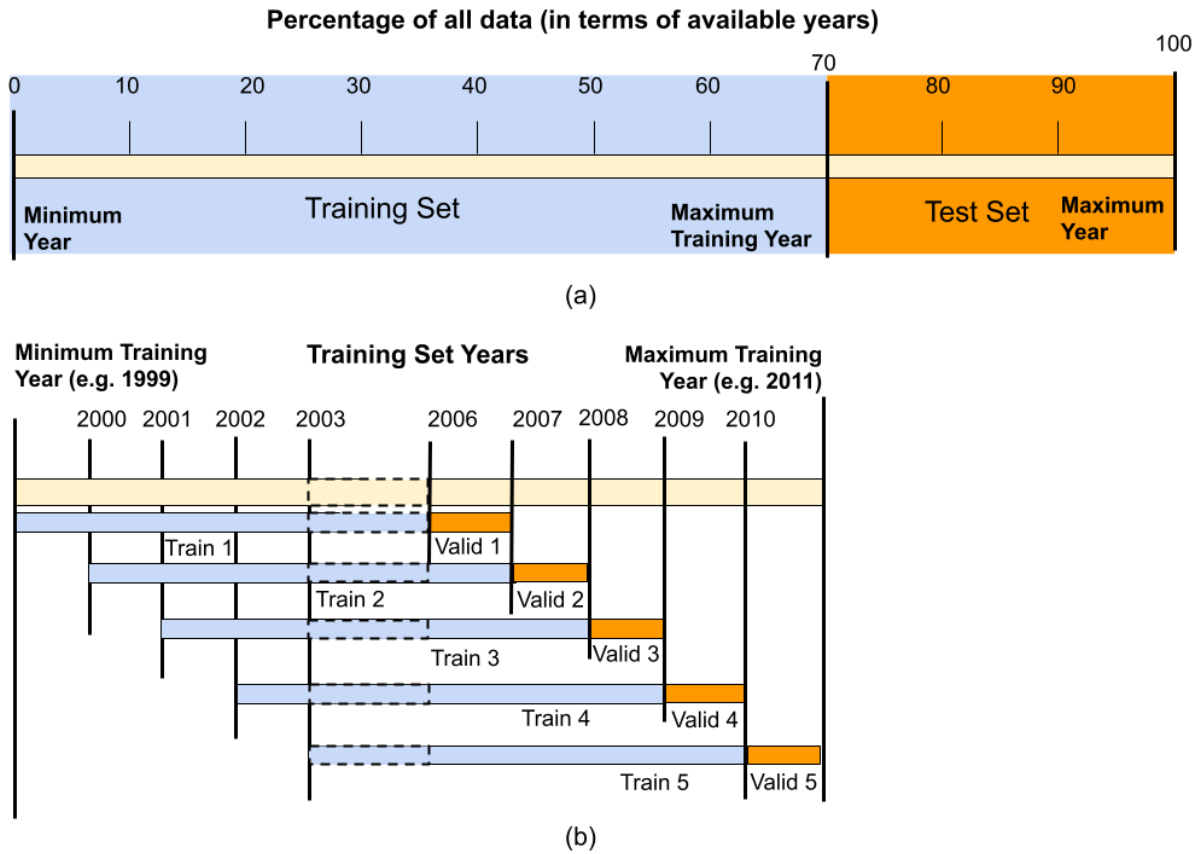 Percentage of all data (in terms of available years)
0 10 20 30 40 50 60 70 80 90 100
Minimum
Year
Training Set
Maximum
Training Year
Test Set
Maximum
Year
(a)
Minimum Training
Year (e.g. 1999)
Training Set Years
Maximum Training
Year (e.g. 2011)
2000 2001 2002 2003 2006 2007 2008 2009 2010
Train 1 Valid 1
Train 2 Valid 2
Train 3 Valid 3
Train 4 Valid 4
Train 5 Valid 5
(b)